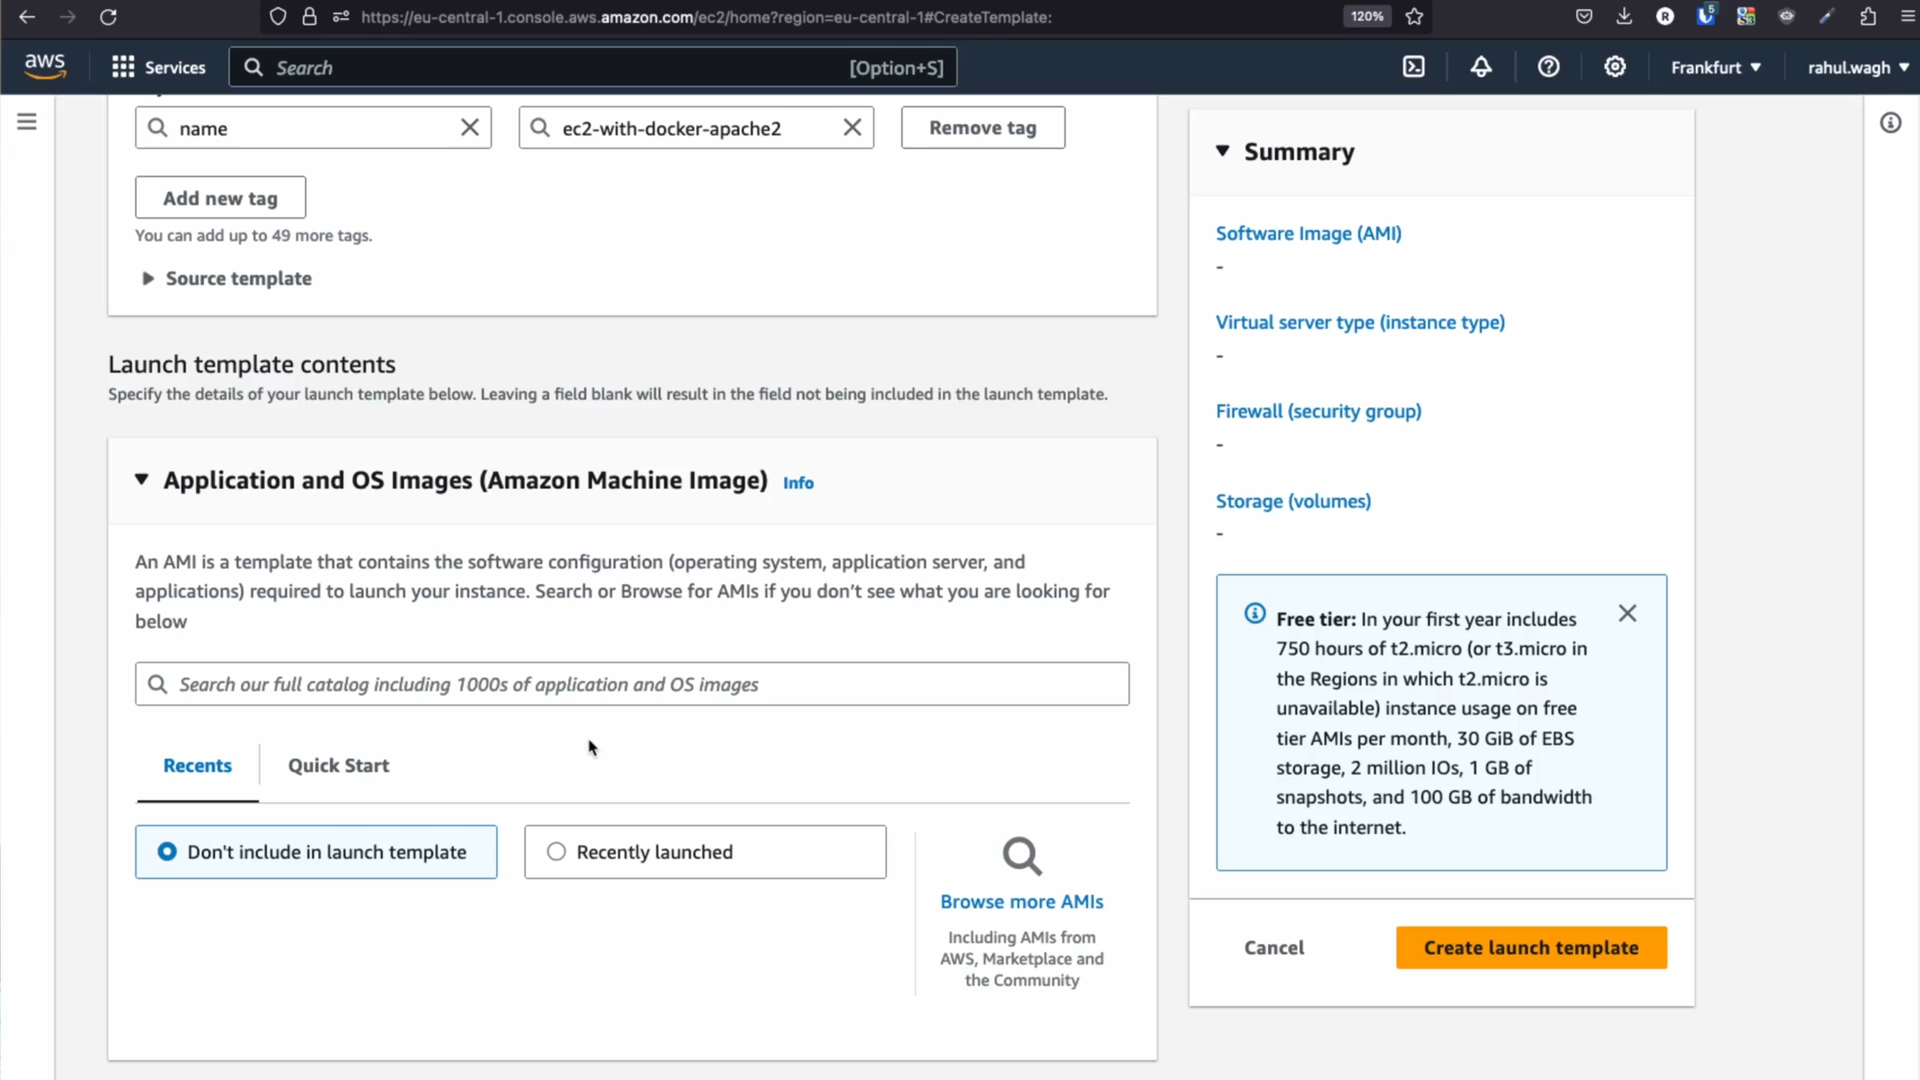 https://eu-central-1.console.aws.amazon.com/ec2/home?region=eu-central-1#CreateTemplate:
120%
R
5
aws
Services
Search
[Option+S]
Frankfurt
rahul.wagh
name
ec2-with-docker-apache2
Remove tag
Add new tag
You can add up to 49 more tags.
Source template
Launch template contents
Specify the details of your launch template below. Leaving a field blank will result in the field not being included in the launch template.
Application and OS Images (Amazon Machine Image)
Info
An AMI is a template that contains the software configuration (operating system, application server, and
applications) required to launch your instance. Search or Browse for AMIs if you don’t see what you are looking for
below
Search our full catalog including 1000s of application and OS images
Recents
Quick Start
Don't include in launch template
Recently launched
Browse more AMIs
Including AMIs from
AWS, Marketplace and
the Community
Summary
Software Image (AMI)
-
Virtual server type (instance type)
-
Firewall (security group)
-
Storage (volumes)
-
Free tier: In your first year includes
750 hours of t2.micro (or t3.micro in
the Regions in which t2.micro is
unavailable) instance usage on free
tier AMIs per month, 30 GiB of EBS
storage, 2 million IOs, 1 GB of
snapshots, and 100 GB of bandwidth
to the internet.
Cancel
Create launch template